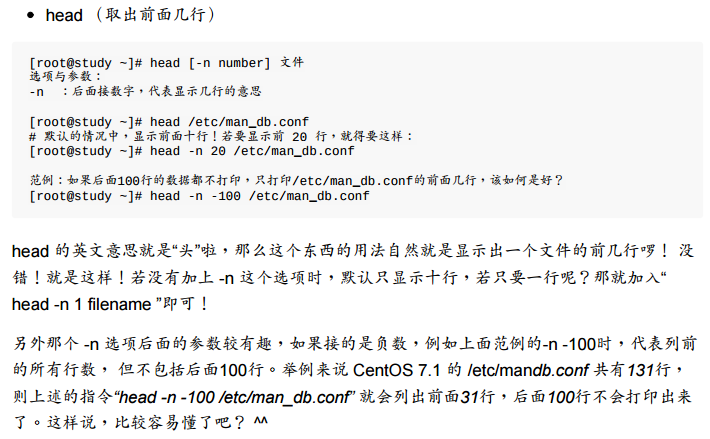 • head （取出前面几行）
[root@study ~]# head [-n number] 文件
选项与参数：
-n ：后面接数字，代表显示几行的意思
[root@study ~]# head /etc/man_db.conf
# 默认的情况中，显示前面十行！若要显示前 20 行，就得要这样：
[root@study ~]# head -n 20 /etc/man_db.conf
范例：如果后面100行的数据都不打印，只打印/etc/man_db.conf的前面几行，该如何是好？
[root@study ~]# head -n -100 /etc/man_db.conf
head 的英文意思就是“头”啦，那么这个东西的用法自然就是显示出一个文件的前几行啰！ 没
错！就是这样！若没有加上 -n 这个选项时，默认只显示十行，若只要一行呢？那就加入“
head -n 1 filename ”即可！
另外那个 -n 选项后面的参数较有趣，如果接的是负数，例如上面范例的-n -100时，代表列前
的所有行数， 但不包括后面100行。举例来说 CentOS 7.1 的 /etc/mandb.conf 共有131行，
则上述的指令“head -n -100 /etc/man_db.conf” 就会列出前面31行，后面100行不会打印出来
了。这样说，比较容易懂了吧？ ^^